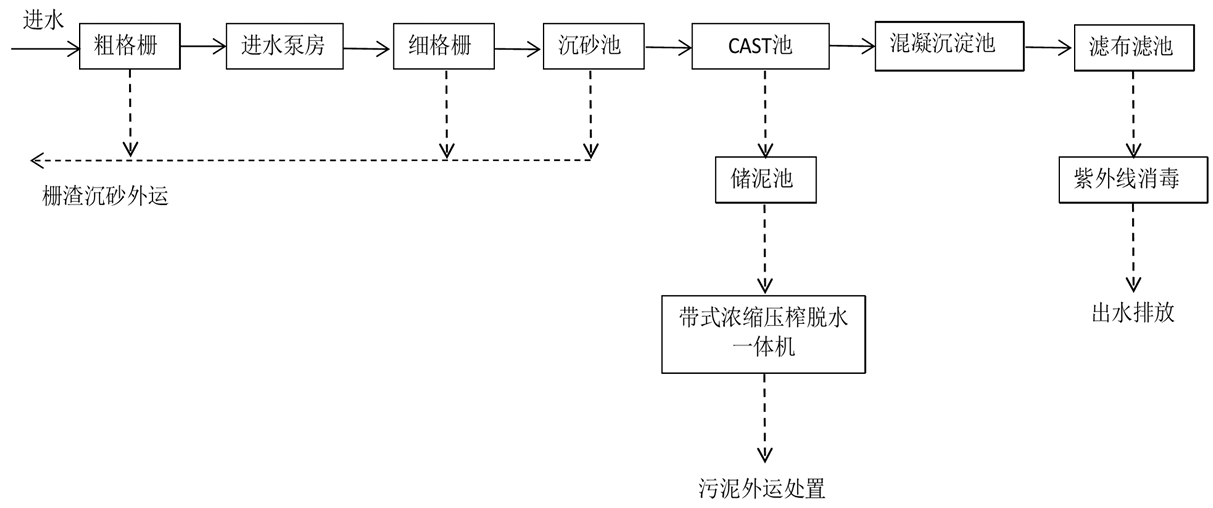 进水
粗格栅
进水泵房
细格栅
沉砂池
CAST池
混凝沉淀池
滤布滤池
栅渣沉砂外运
储泥池
紫外线消毒
带式浓缩压榨脱水
一体机
出水排放
污泥外运处置